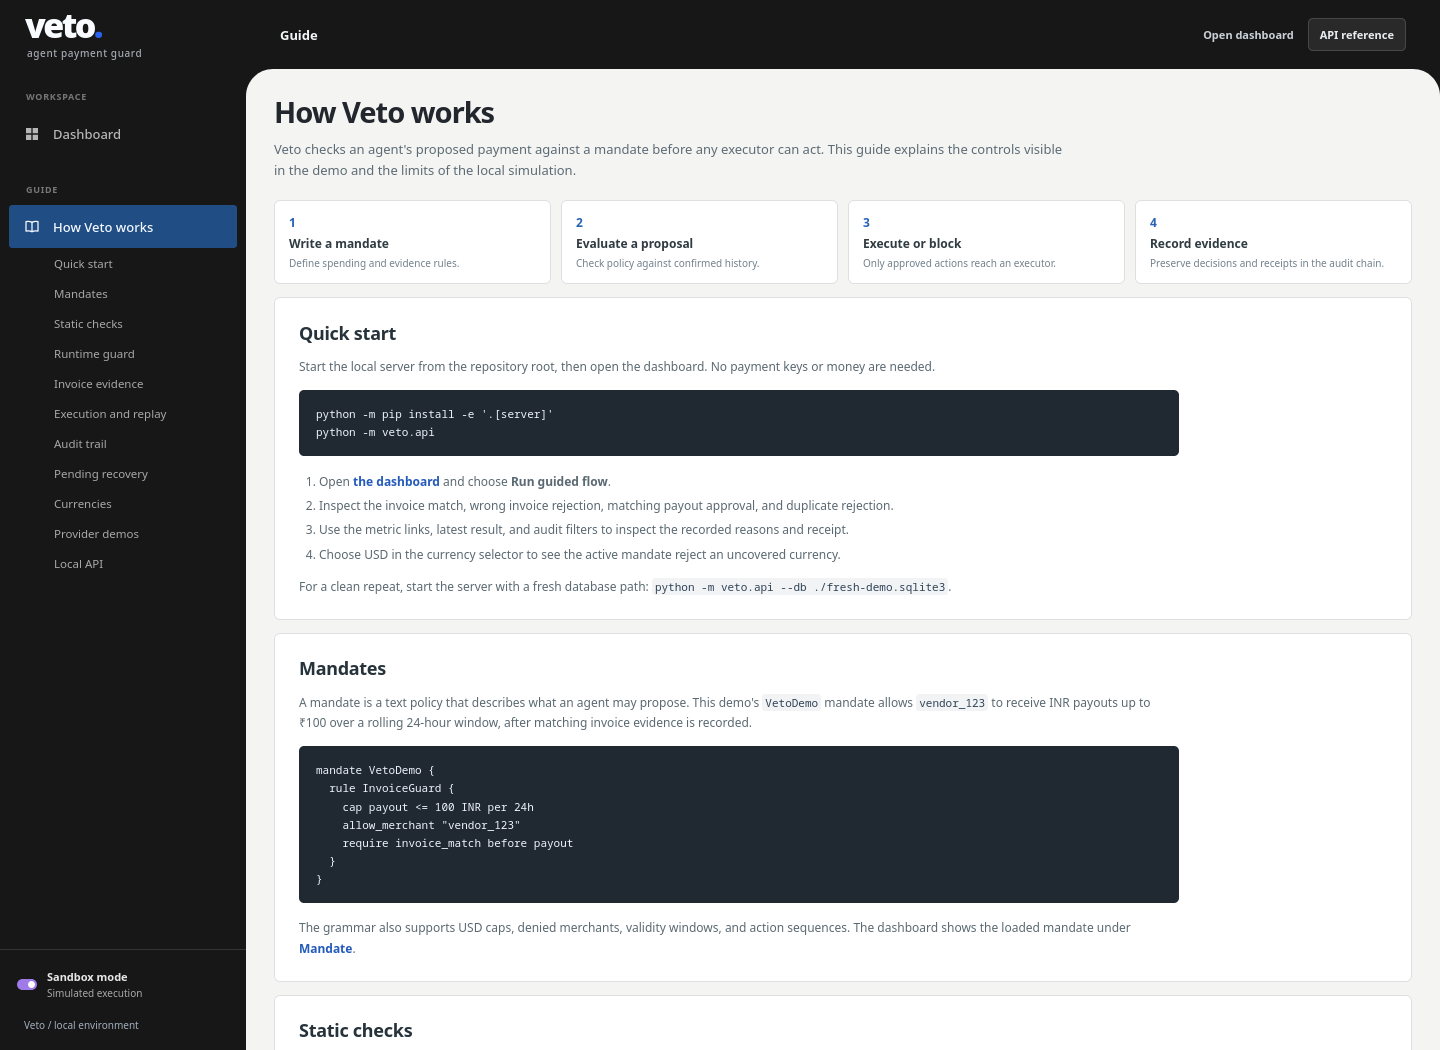 veto.
agent payment guard
WORKSPACE
Dashboard
GUIDE
How Veto works
Quick start
Mandates
Static checks
Runtime guard
Invoice evidence
Execution and replay
Audit trail
Pending recovery
Currencies
Provider demos
Local API
Sandbox mode
Simulated execution
Veto / local environment
Guide
Open dashboard
API reference
How Veto works
Veto checks an agent's proposed payment against a mandate before any executor can act. This guide explains the controls visible
in the demo and the limits of the local simulation.
1
Write a mandate
Define spending and evidence rules.
2
Evaluate a proposal
Check policy against confirmed history.
3
Execute or block
Only approved actions reach an executor.
4
Record evidence
Preserve decisions and receipts in the audit chain.
Quick start
Start the local server from the repository root, then open the dashboard. No payment keys or money are needed.
python -m pip install -e '.[server]'
python -m veto.api
1. Open the dashboard and choose Run guided flow.
2. Inspect the invoice match, wrong invoice rejection, matching payout approval, and duplicate rejection.
3. Use the metric links, latest result, and audit filters to inspect the recorded reasons and receipt.
4. Choose USD in the currency selector to see the active mandate reject an uncovered currency.
For a clean repeat, start the server with a fresh database path: python -m veto.api --db ./fresh-demo.sqlite3.
Mandates
A mandate is a text policy that describes what an agent may propose. This demo's VetoDemo mandate allows vendor_123 to receive INR payouts up to
₹100 over a rolling 24-hour window, after matching invoice evidence is recorded.
mandate VetoDemo {
  rule InvoiceGuard {
    cap payout <= 100 INR per 24h
    allow_merchant "vendor_123"
    require invoice_match before payout
  }
}
The grammar also supports USD caps, denied merchants, validity windows, and action sequences. The dashboard shows the loaded mandate under
Mandate.
Static checks